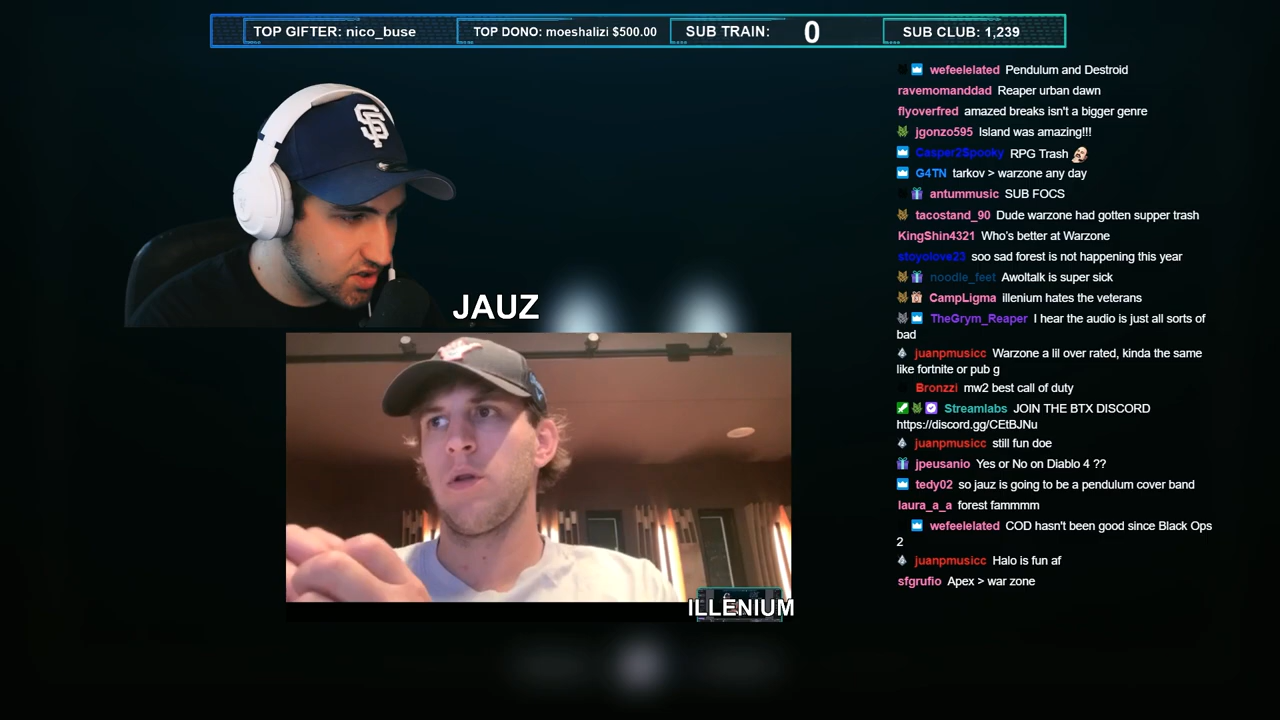 TOP GIFTER: nico_buse
TOP DONO: moeshalizi $500.00
SUB TRAIN: 0
SUB CLUB: 1,239
SF
JAUZ
ILLENIUM
wefeelelated Pendulum and Destroid
ravemomanddad Reaper urban dawn
flyoverfred amazed breaks isn't a bigger genre
jgonzo595 Island was amazing!!!
Casper2Spooky RPG Trash
G4TN tarkov > warzone any day
antummusic SUB FOCS
tacostand_90 Dude warzone had gotten supper trash
KingShin4321 Who's better at Warzone
stoyolove23 soo sad forest is not happening this year
noodle_feet Awoltalk is super sick
CampLigma illenium hates the veterans
TheGrym_Reaper I hear the audio is just all sorts of
bad
juanpmusicc Warzone a lil over rated, kinda the same
like fortnite or pub g
Bronzzi mw2 best call of duty
Streamlabs JOIN THE BTX DISCORD
https://discord.gg/CEtBJNu
juanpmusicc still fun doe
jpeusanio Yes or No on Diablo 4 ??
tedy02 so jauz is going to be a pendulum cover band
laura_a_a forest fammmm
wefeelelated COD hasn't been good since Black Ops
2
juanpmusicc Halo is fun af
sfgrufio Apex > war zone